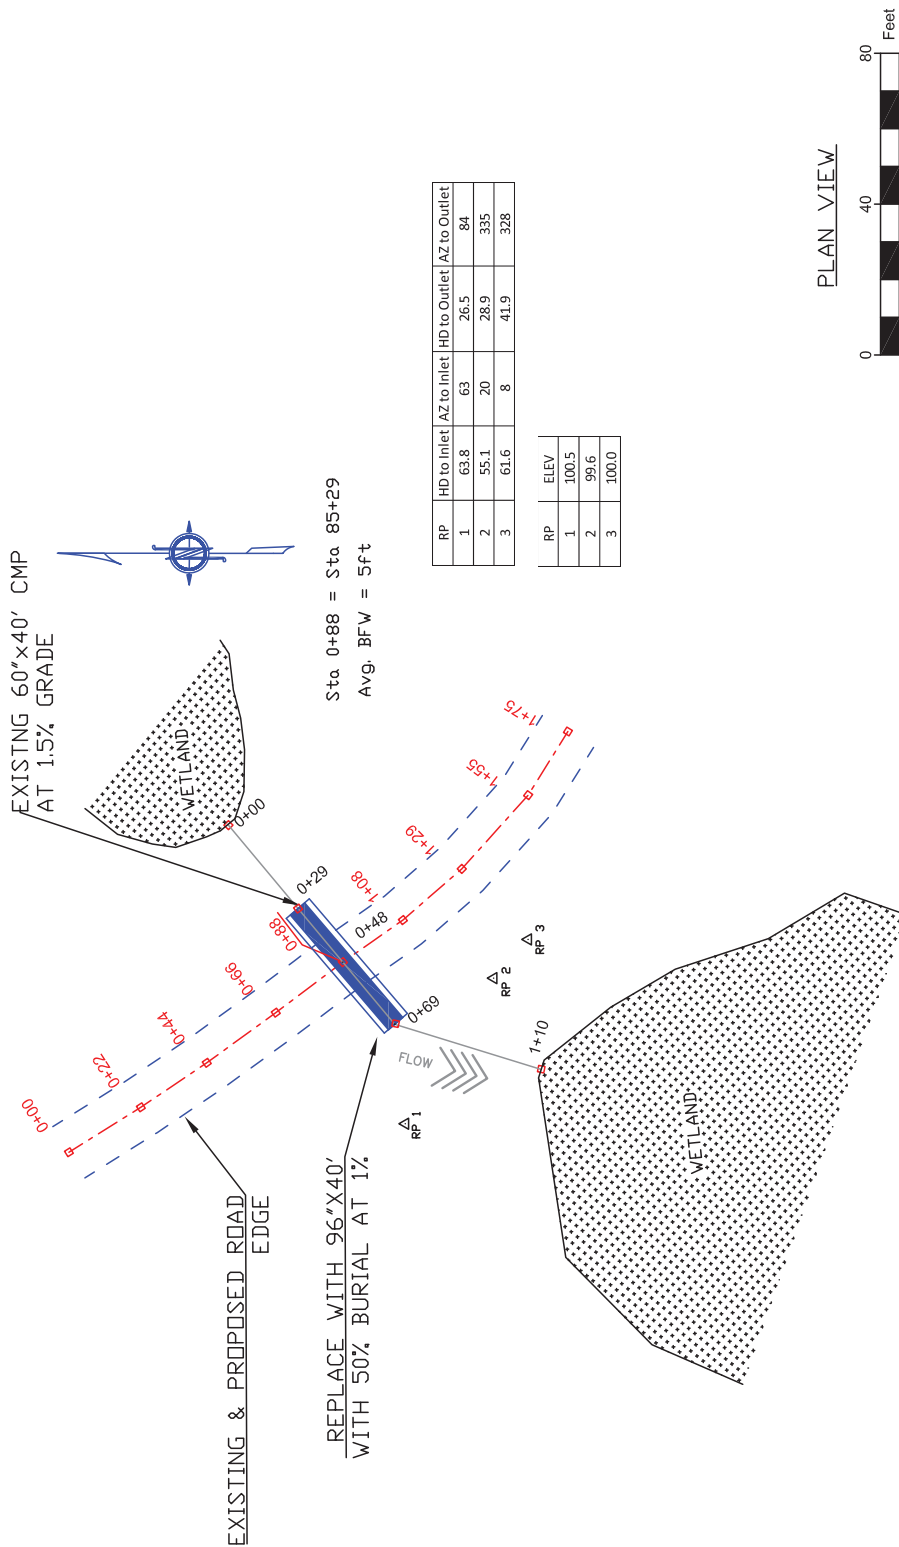 EXISTNG 60"x40' CMP
AT 1.5% GRADE
WETLAND
0+00
0+29
0+48
0+69
1+10
0+00
0+22
0+44
0+66
0+88
1+08
1+29
1+55
1+75
EXISTING & PROPOSED ROAD
EDGE
REPLACE WITH 96"X40'
WITH 50% BURIAL AT 1%
FLOW
RP 1
RP 2
RP 3
WETLAND
Sta 0+88 = Sta 85+29
Avg. BFW = 5ft
RP HD to Inlet AZ to Inlet HD to Outlet AZ to Outlet
1 63.8 63 26.5 84
2 55.1 20 28.9 335
3 61.6 8 41.9 328
RP ELEV
1 100.5
2 99.6
3 100.0
PLAN VIEW
0 40 80
Feet